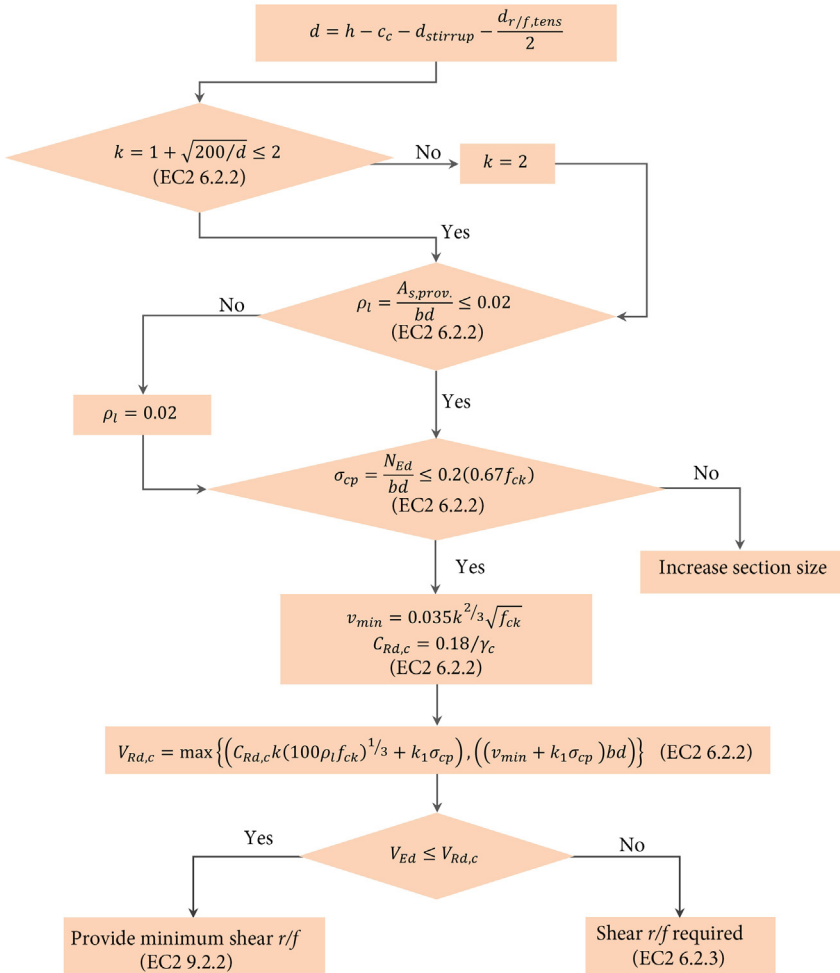 d = h − c_c − d_stirrup − d_r/f,tens / 2
k = 1 + √(200/d) ≤ 2
(EC2 6.2.2)
No
k = 2
Yes
ρ_l = A_s,prov. / bd ≤ 0.02
(EC2 6.2.2)
No
ρ_l = 0.02
Yes
σ_cp = N_Ed / bd ≤ 0.2(0.67f_ck)
(EC2 6.2.2)
No
Increase section size
Yes
v_min = 0.035k^2/3 √f_ck
C_Rd,c = 0.18/γ_c
(EC2 6.2.2)
V_Rd,c = max{(C_Rd,c k(100ρ_l f_ck)^1/3 + k_1σ_cp), ((v_min + k_1σ_cp)bd)} (EC2 6.2.2)
Yes
V_Ed ≤ V_Rd,c
No
Provide minimum shear r/f
(EC2 9.2.2)
Shear r/f required
(EC2 6.2.3)